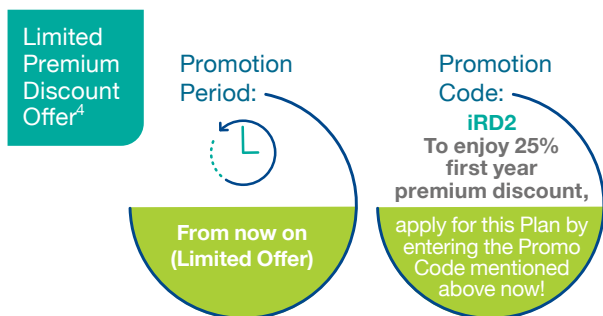 Limited
Premium
Discount
Offer4
Promotion
Period:
From now on
(Limited Offer)
Promotion
Code:
iRD2
To enjoy 25%
first year
premium discount,
apply for this Plan by
entering the Promo
Code mentioned
above now!